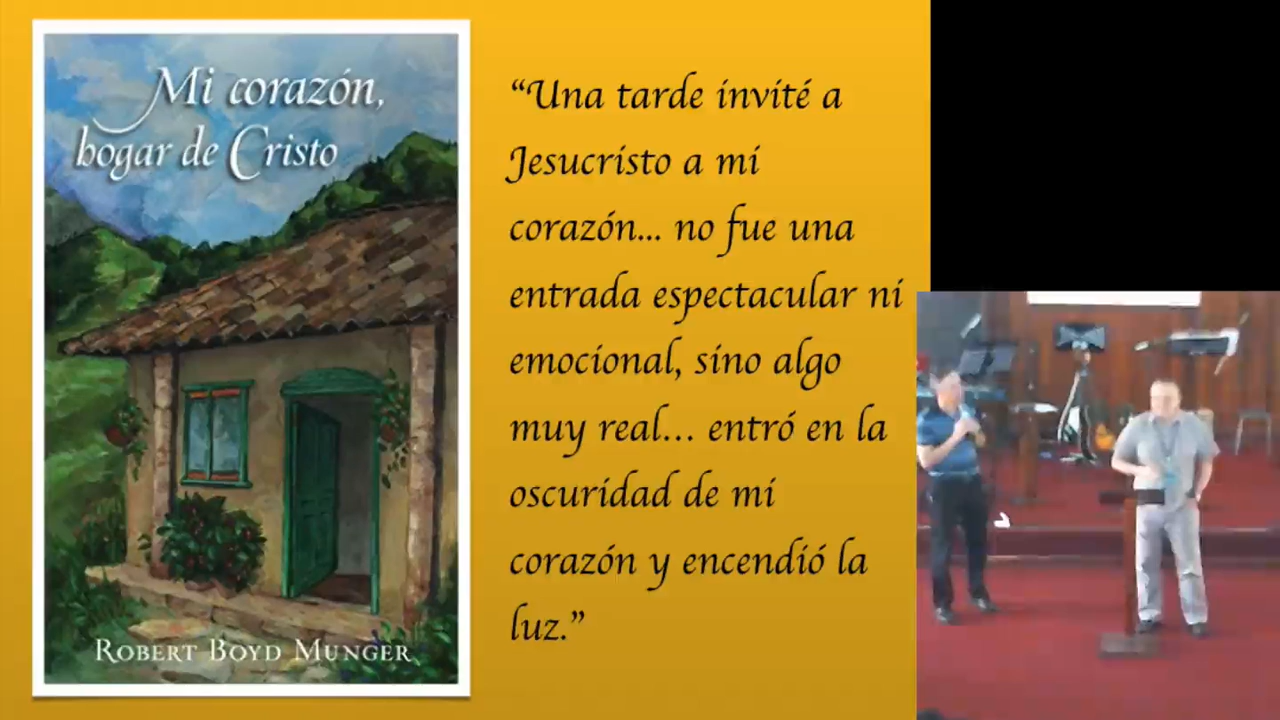 Mi corazón,
hogar de Cristo
ROBERT BOYD MUNGER
“Una tarde invité a
Jesucristo a mi
corazón... no fue una
entrada espectacular ni
emocional, sino algo
muy real... entró en la
oscuridad de mi
corazón y encendió la
luz.”